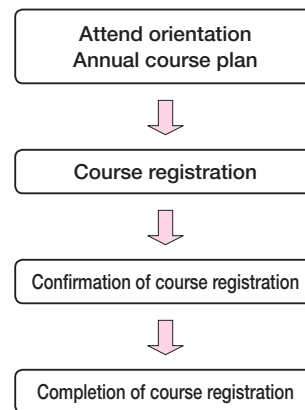 Attend orientation
Annual course plan
Course registration
Confirmation of course registration
Completion of course registration